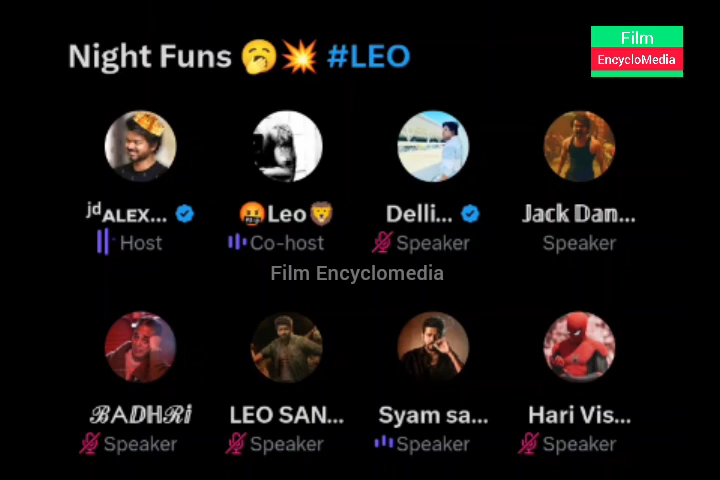 Night Funs 🥱💥 #LEO
Film
EncycloMedia
ʲᵈALEX...
🤬Leo🦁
Delli...
𝕁𝕒𝕔𝕜 𝔻𝕒𝕟...
Host
Co-host
Speaker
Speaker
Film Encyclomedia
ℬ𝔸𝔻ℍℛ𝕚
LEO SAN...
Syam sa...
Hari Vis...
Speaker
Speaker
Speaker
Speaker